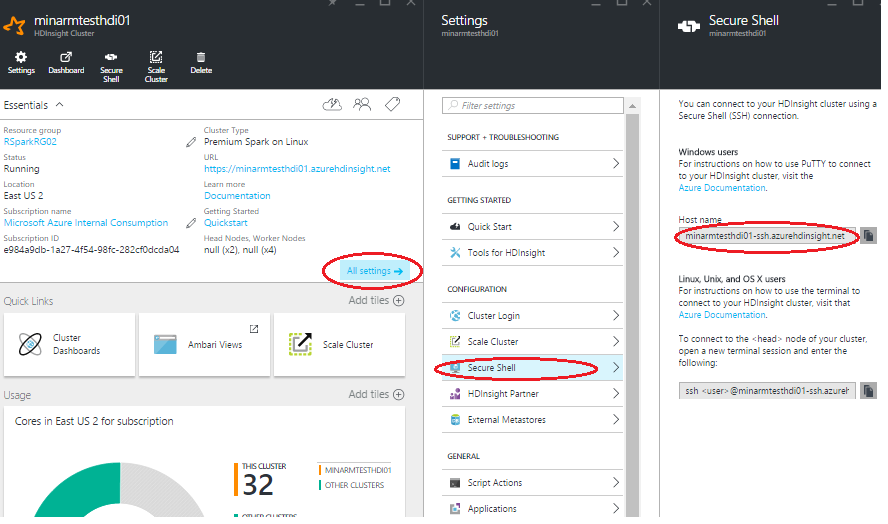 minarmtesthdi01
HDInsight Cluster
Settings
Dashboard
Secure
Shell
Scale
Cluster
Delete
Essentials
Resource group
RSparkRG02
Status
Running
Location
East US 2
Subscription name
Microsoft Azure Internal Consumption
Subscription ID
e984a9db-1a27-4f54-98fc-282cf0dcda04
Cluster Type
Premium Spark on Linux
URL
https://minarmtesthdi01.azurehdinsight.net
Learn more
Documentation
Getting Started
Quickstart
Head Nodes, Worker Nodes
null (x2), null (x4)
All settings
Quick Links
Add tiles
Cluster
Dashboards
Ambari Views
Scale Cluster
Usage
Add tiles
Cores in East US 2 for subscription
THIS CLUSTER
32
OTHER CLUSTERS
MINARMTESTHDI01
OTHER CLUSTERS
Settings
minarmtesthdi01
Filter settings
SUPPORT + TROUBLESHOOTING
Audit logs
GETTING STARTED
Quick Start
Tools for HDInsight
CONFIGURATION
Cluster Login
Scale Cluster
Secure Shell
HDInsight Partner
External Metastores
GENERAL
Script Actions
Applications
Secure Shell
minarmtesthdi01
You can connect to your HDInsight cluster using a
Secure Shell (SSH) connection.
Windows users
For instructions on how to use PuTTY to connect
to your HDInsight cluster, visit the
Azure Documentation.
Host name
minarmtesthdi01-ssh.azurehdinsight.net
Linux, Unix, and OS X users
For instructions on how to use the terminal to
connect to your HDInsight cluster, visit that
Azure Documentation.
To connect to the <head> node of your cluster,
open a new terminal session and enter the
following:
ssh <user>@minarmtesthdi01-ssh.azureh